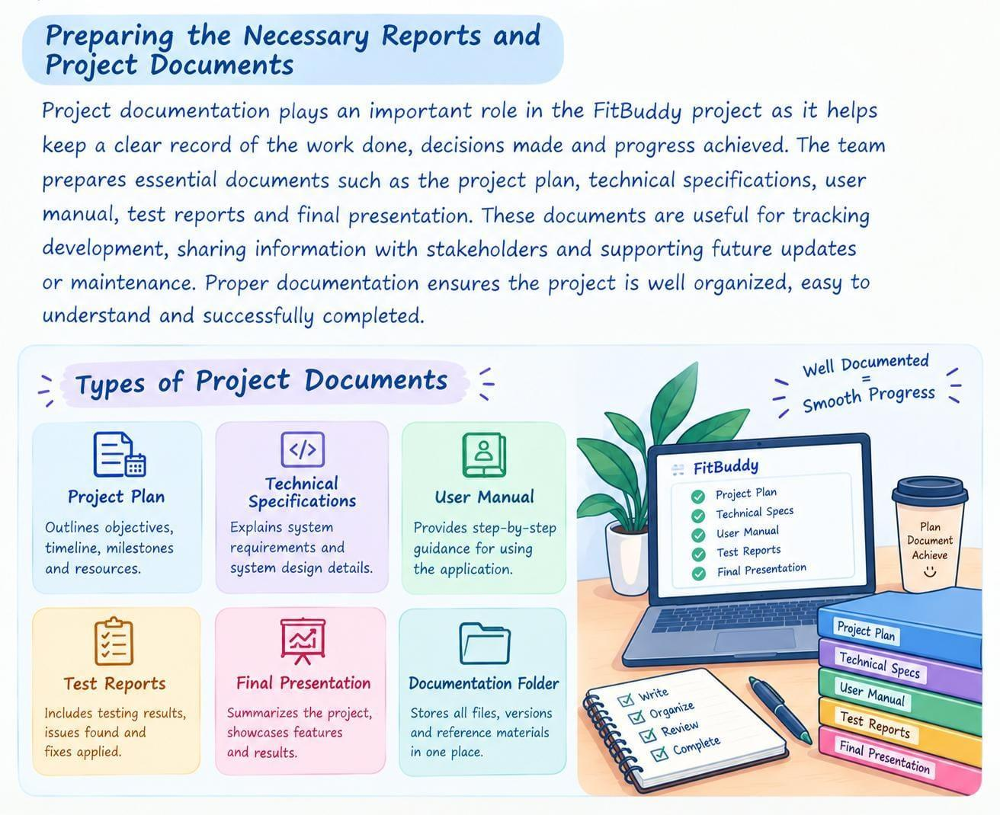 Preparing the Necessary Reports and
Project Documents
Project documentation plays an important role in the FitBuddy project as it helps
keep a clear record of the work done, decisions made and progress achieved. The team
prepares essential documents such as the project plan, technical specifications, user
manual, test reports and final presentation. These documents are useful for tracking
development, sharing information with stakeholders and supporting future updates
or maintenance. Proper documentation ensures the project is well organized, easy to
understand and successfully completed.
Types of Project Documents
Project Plan
Outlines objectives,
timeline, milestones
and resources.
</>
Technical
Specifications
Explains system
requirements and
system design details.
User Manual
Provides step-by-step
guidance for using
the application.
Test Reports
Includes testing results,
issues found and
fixes applied.
Final Presentation
Summarizes the project,
showcases features
and results.
Documentation Folder
Stores all files, versions
and reference materials
in one place.
Well Documented
=
Smooth Progress
FitBuddy
Project Plan
Technical Specs
User Manual
Test Reports
Final Presentation
Plan
Document
Achieve
Project Plan
Technical Specs
User Manual
Test Reports
Final Presentation
Write
Organize
Review
Complete